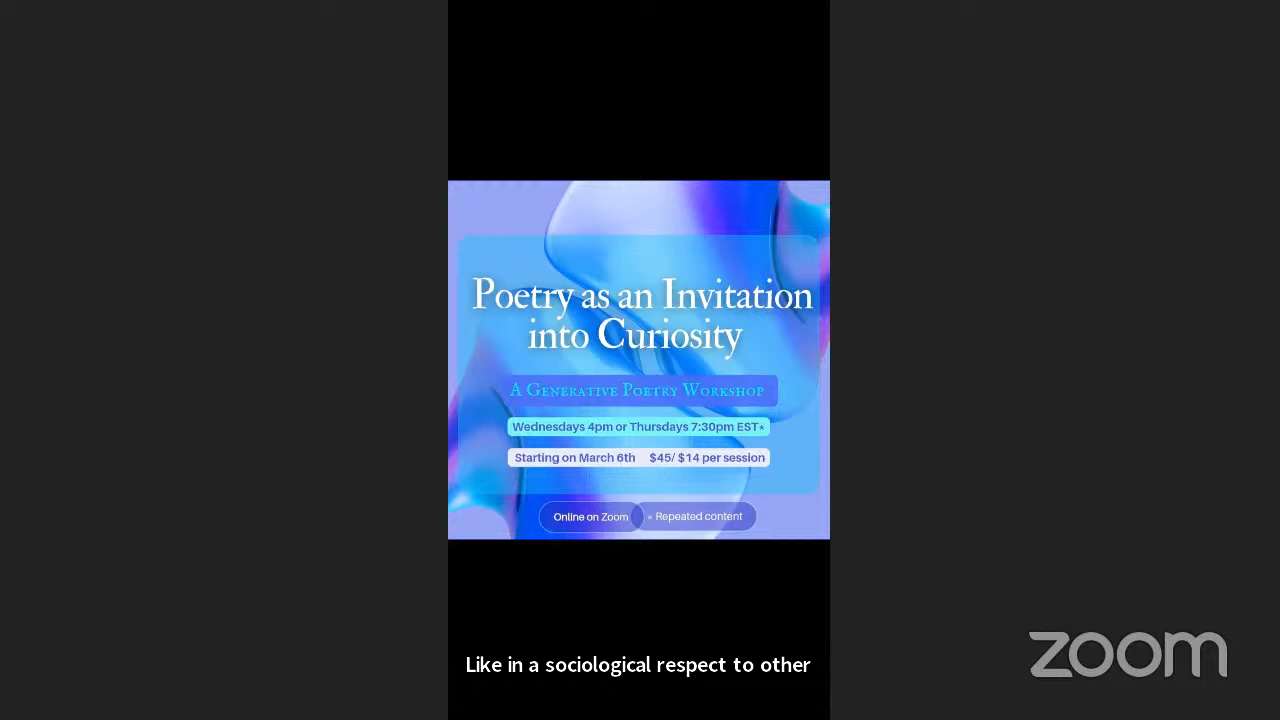 Poetry as an Invitation
into Curiosity
A Generative Poetry Workshop
Wednesdays 4pm or Thursdays 7:30pm EST*
Starting on March 6th $45/ $14 per session
Online on Zoom
* Repeated content
Like in a sociological respect to other
zoom